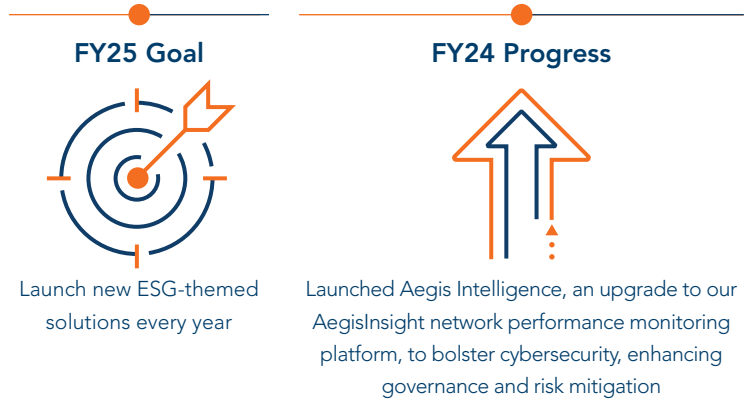 FY25 Goal
Launch new ESG-themed
solutions every year
FY24 Progress
Launched Aegis Intelligence, an upgrade to our
AegisInsight network performance monitoring
platform, to bolster cybersecurity, enhancing
governance and risk mitigation